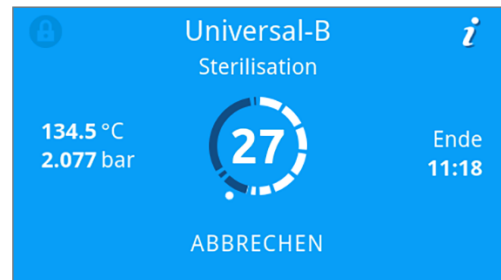 Universal-B
i
Sterilisation
134.5 °C
2.077 bar
27
Ende
11:18
ABBRECHEN